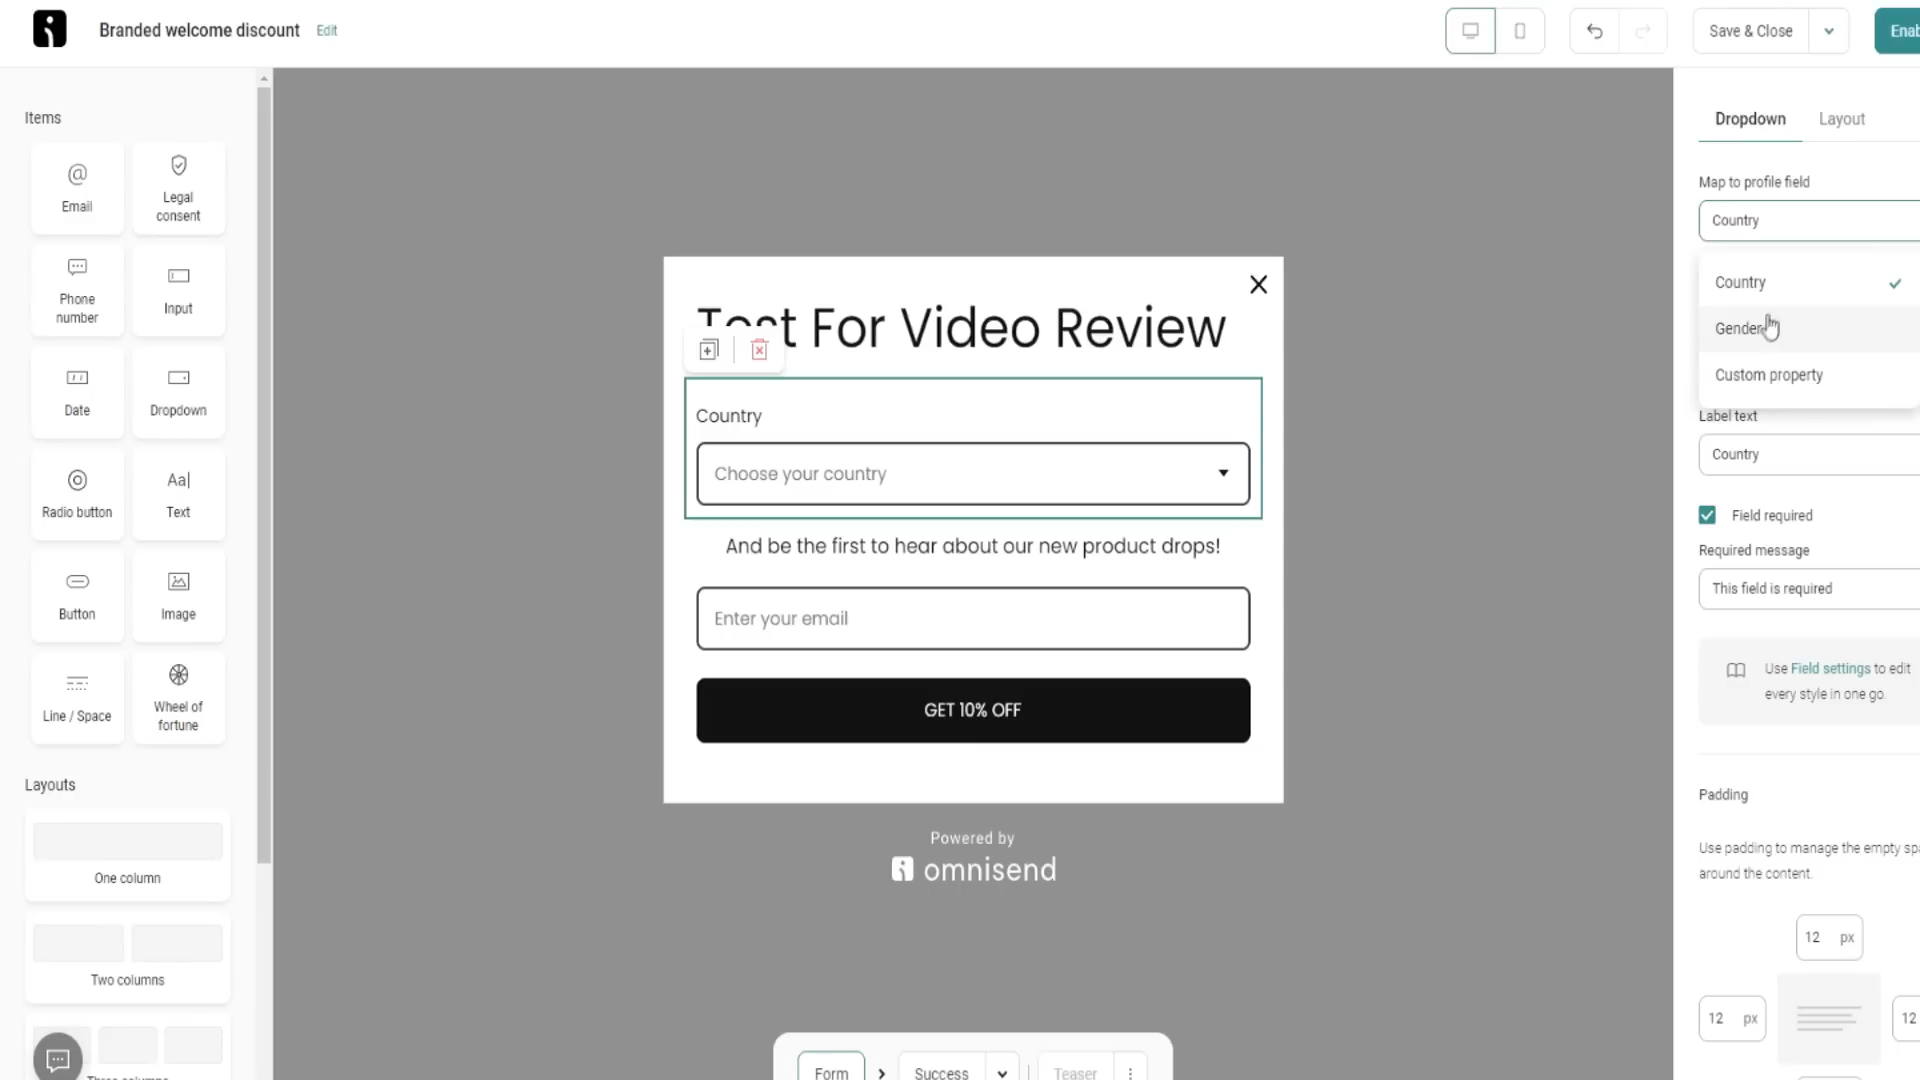 Branded welcome discount
Edit
Save & Close
Enab
Items
Email
Legal
consent
Phone
number
Input
Date
Dropdown
Radio button
Aa|
Text
Button
Image
Line / Space
Wheel of
fortune
Layouts
One column
Two columns
Three columns
Test For Video Review
Country
Choose your country
And be the first to hear about our new product drops!
Enter your email
GET 10% OFF
Powered by
omnisend
Form
Success
Teaser
Dropdown
Layout
Map to profile field
Country
Country
Gender
Custom property
Label text
Country
Field required
Required message
This field is required
Use Field settings to edit
every style in one go.
Padding
Use padding to manage the empty spa
around the content.
12 px
12 px
12